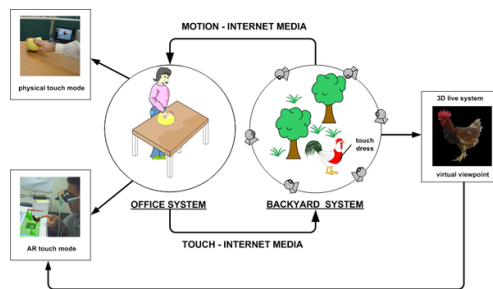 MOTION - INTERNET MEDIA
physical touch mode
3D live system
touch
dress
virtual viewpoint
OFFICE SYSTEM
BACKYARD SYSTEM
AR touch mode
TOUCH - INTERNET MEDIA